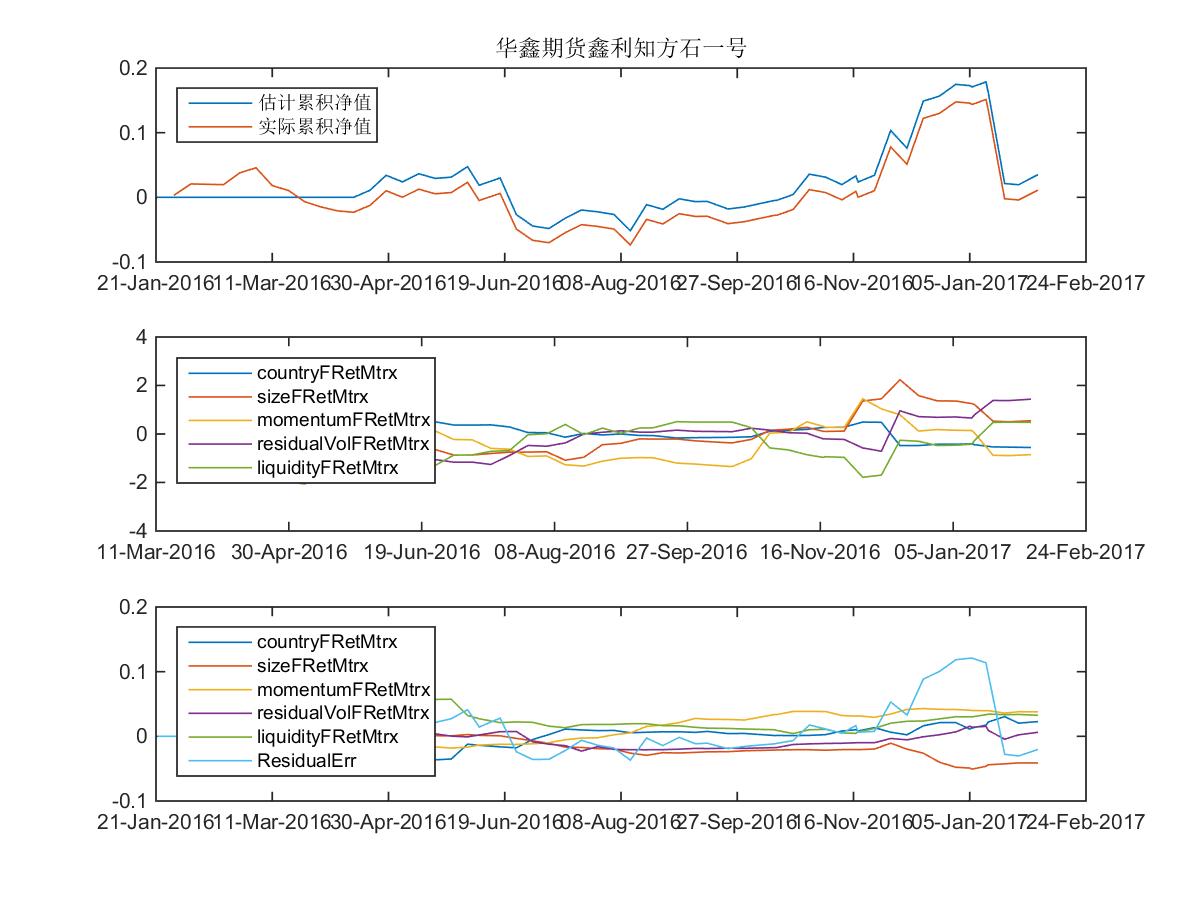 华鑫期货鑫利知方石一号
0.2
0.1
0
-0.1
估计累积净值
实际累积净值
21-Jan-2016 11-Mar-2016 30-Apr-2016 19-Jun-2016 08-Aug-2016 27-Sep-2016 16-Nov-2016 05-Jan-2017 24-Feb-2017
4
2
0
-2
-4
countryFRetMtrx
sizeFRetMtrx
momentumFRetMtrx
residualVolFRetMtrx
liquidityFRetMtrx
11-Mar-2016 30-Apr-2016 19-Jun-2016 08-Aug-2016 27-Sep-2016 16-Nov-2016 05-Jan-2017 24-Feb-2017
0.2
0.1
0
-0.1
countryFRetMtrx
sizeFRetMtrx
momentumFRetMtrx
residualVolFRetMtrx
liquidityFRetMtrx
ResidualErr
21-Jan-2016 11-Mar-2016 30-Apr-2016 19-Jun-2016 08-Aug-2016 27-Sep-2016 16-Nov-2016 05-Jan-2017 24-Feb-2017